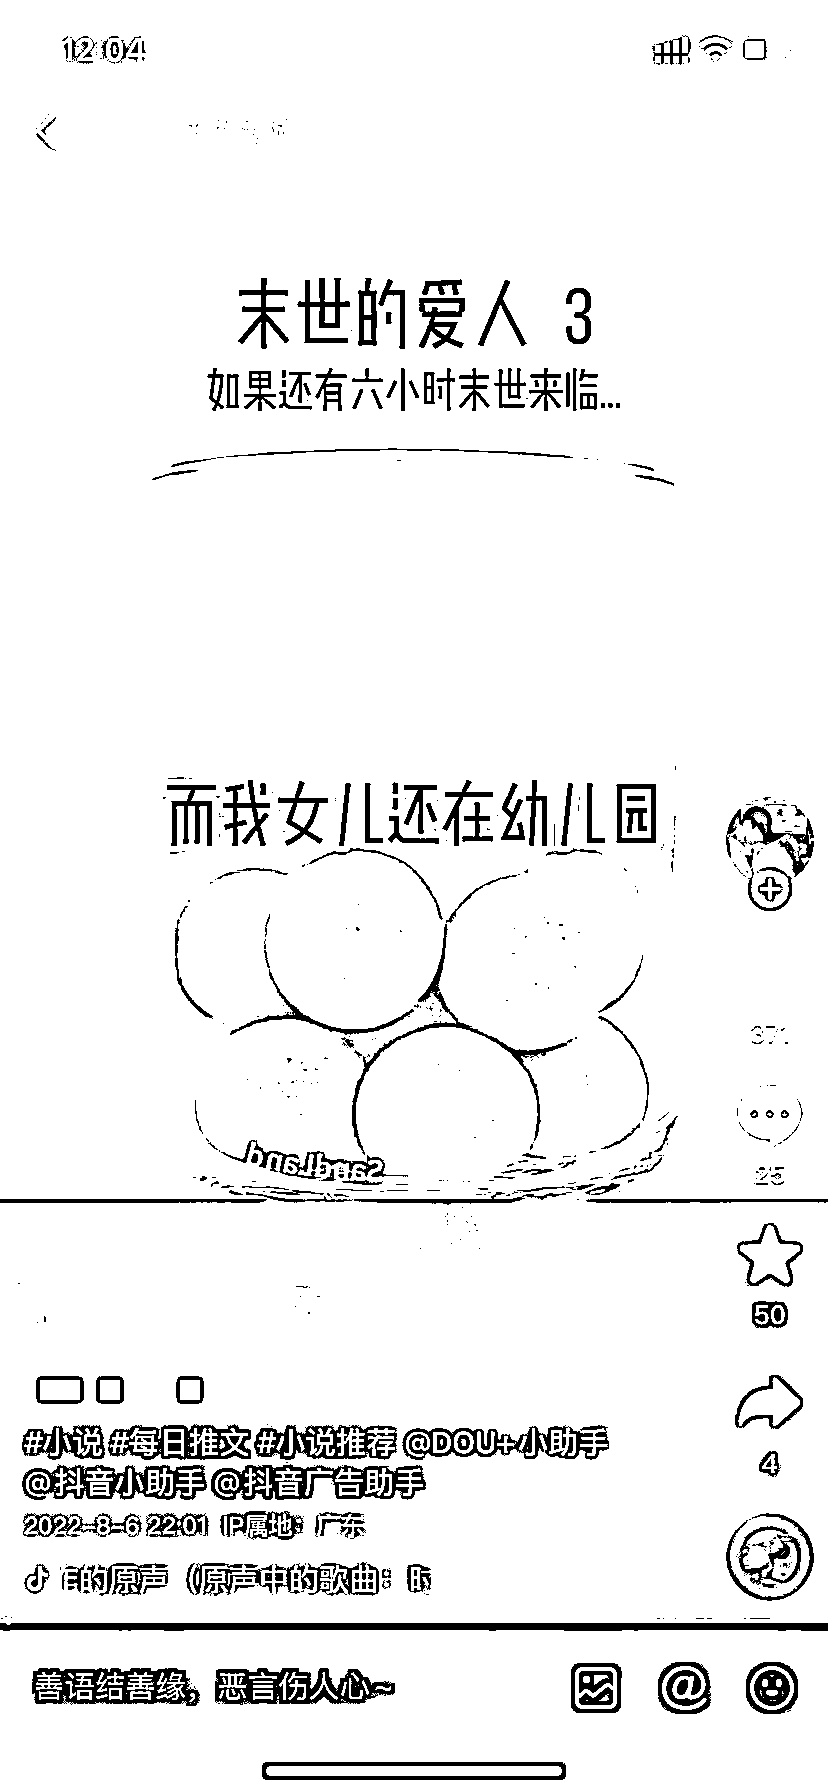 12:04
末世的爱人 3
如果还有六小时末世来临...
而我女儿还在幼儿园
371
25
Sandland
50
#小说 #每日推文 #小说推荐 @DOU+小助手
4
@抖音小助手 @抖音广告助手
2022-8-6 22:01 IP属地：广东
E的原声（原声中的歌曲：
善语结善缘，恶言伤人心~